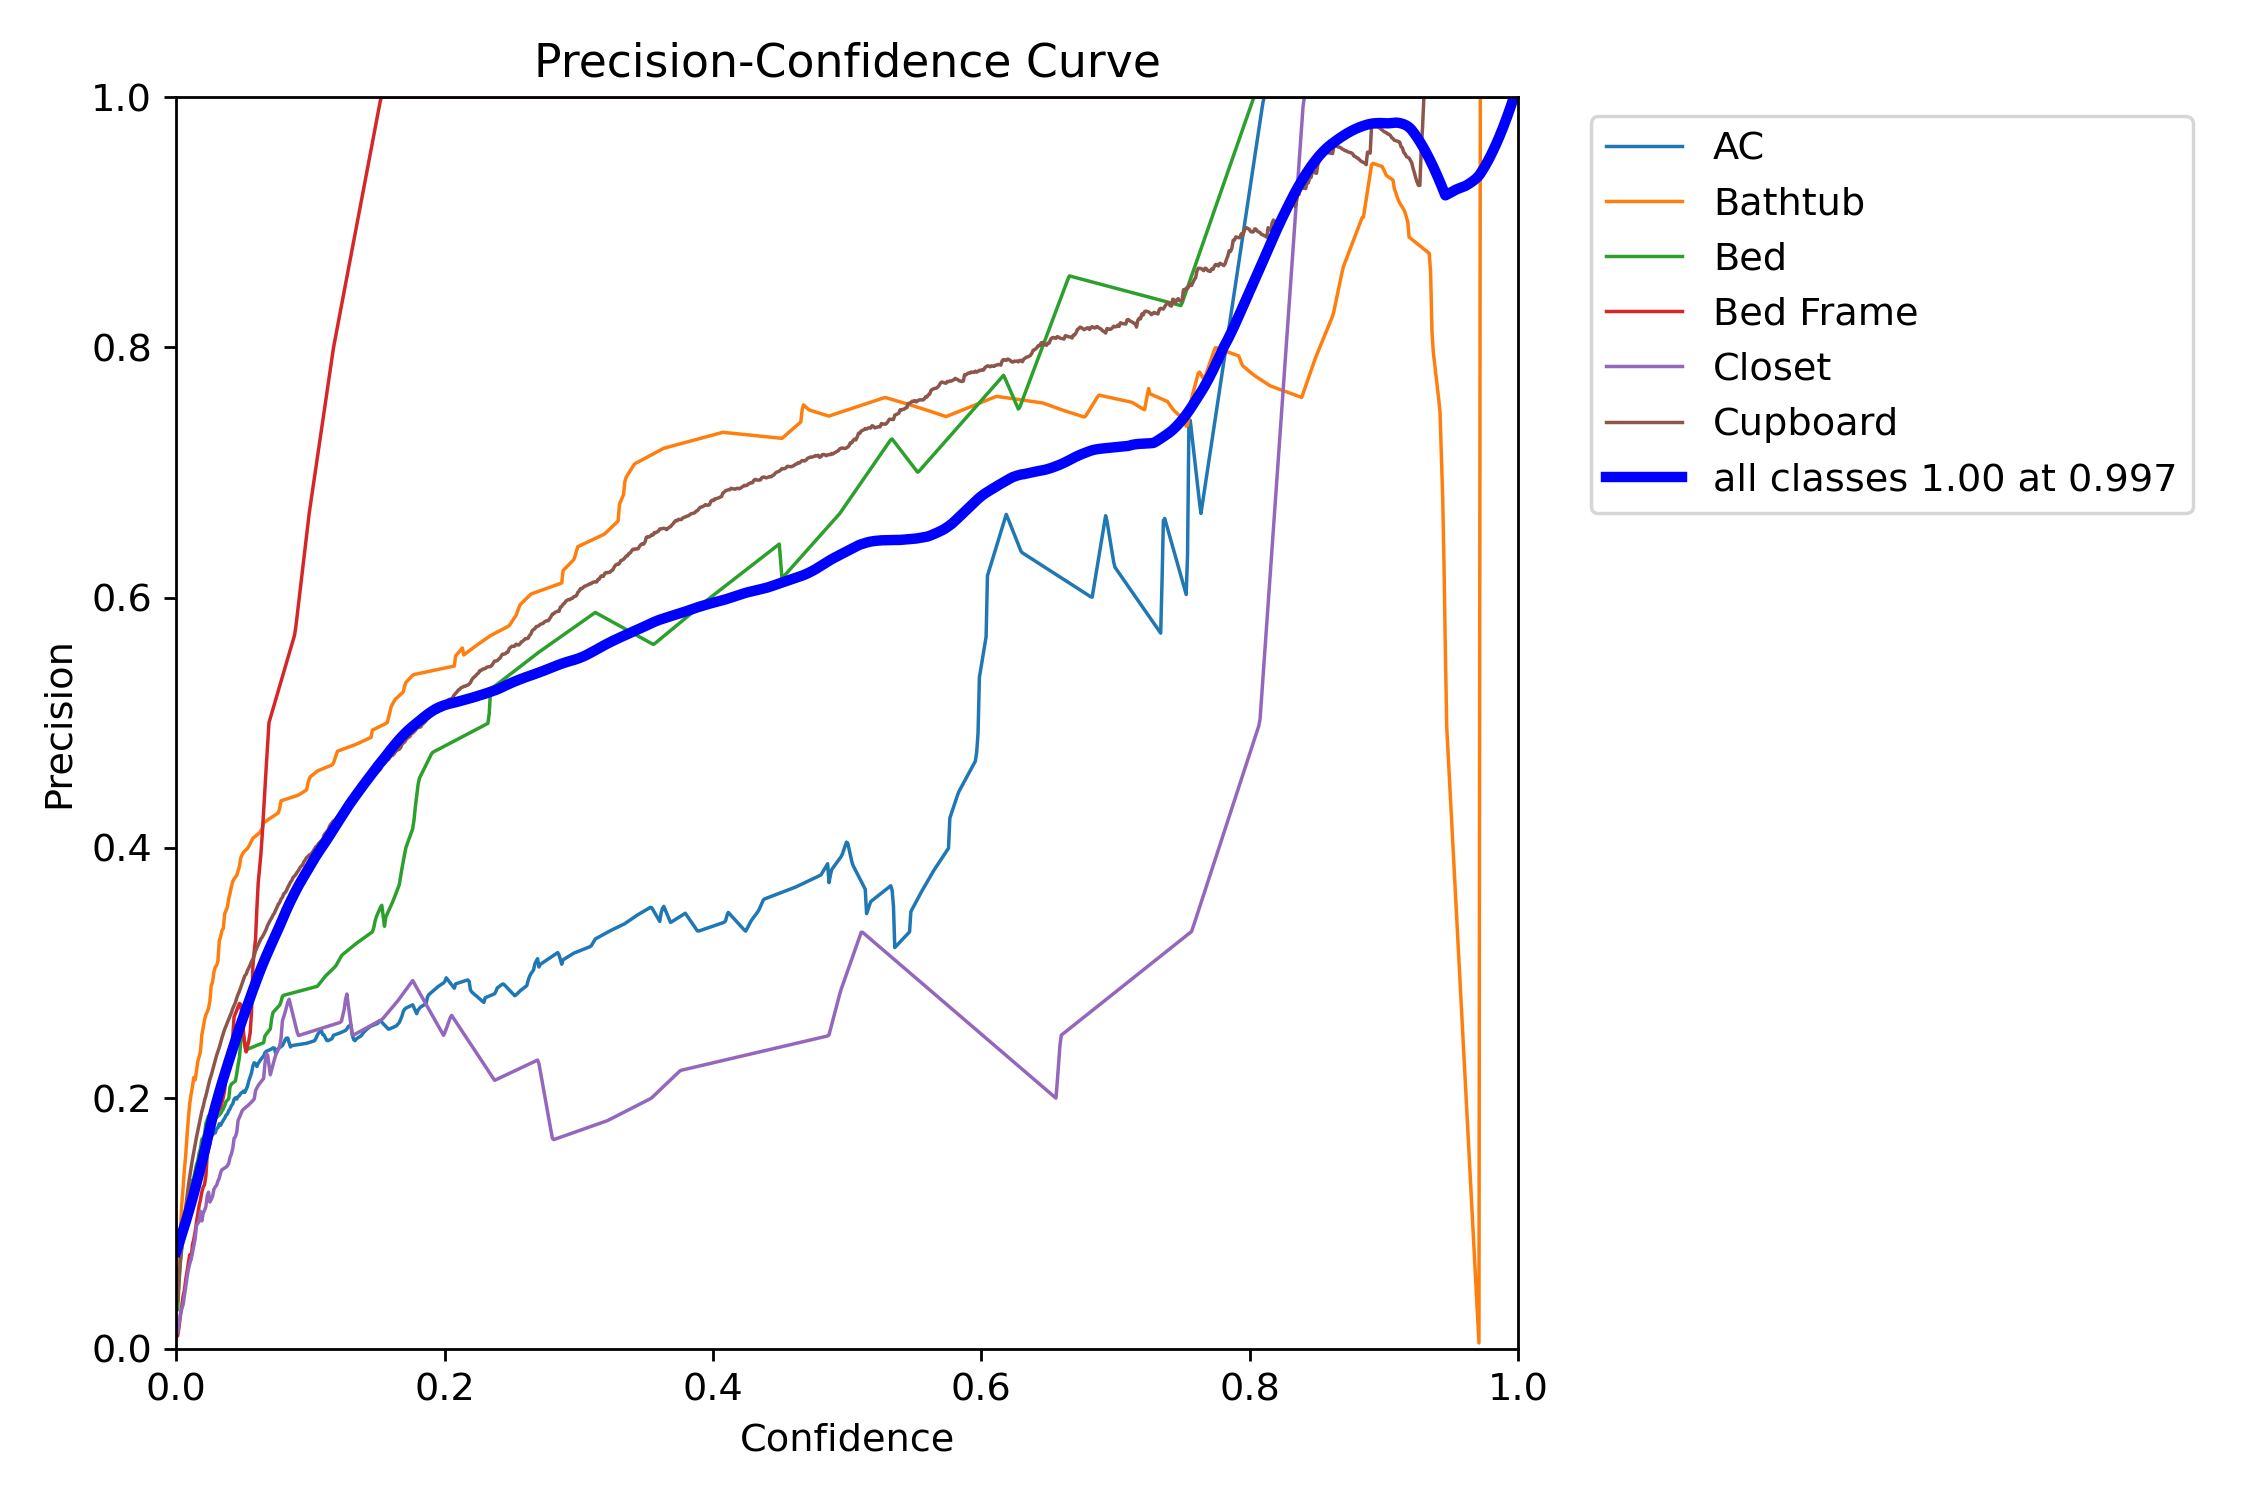 Precision-Confidence Curve
1.0
0.8
0.6
0.4
0.2
0.0
Precision
0.0 0.2 0.4 0.6 0.8 1.0
Confidence
AC
Bathtub
Bed
Bed Frame
Closet
Cupboard
all classes 1.00 at 0.997